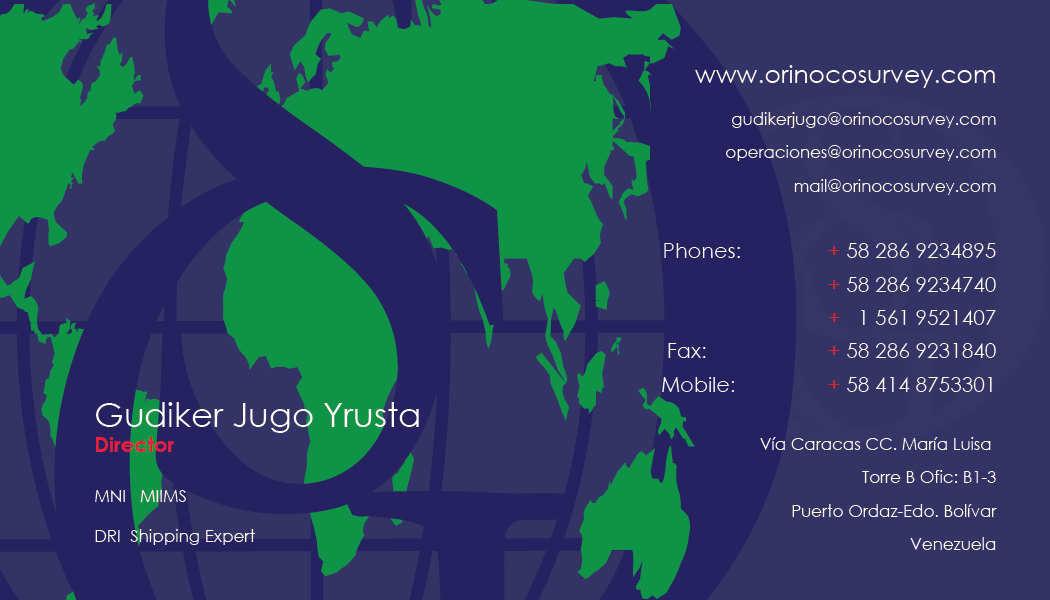 www.orinocosurvey.com
gudikerjugo@orinocosurvey.com
operaciones@orinocosurvey.com
mail@orinocosurvey.com
Phones: + 58 286 9234895
+ 58 286 9234740
+ 1 561 9521407
Fax: + 58 286 9231840
Mobile: + 58 414 8753301
Gudiker Jugo Yrusta
Director
MNI MIIMS
DRI Shipping Expert
Vía Caracas CC. María Luisa
Torre B Ofic: B1-3
Puerto Ordaz-Edo. Bolívar
Venezuela